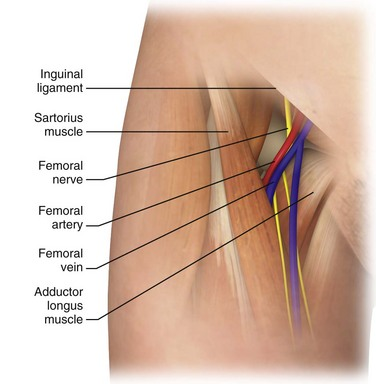 Inguinal
ligament
Sartorius
muscle
Femoral
nerve
Femoral
artery
Femoral
vein
Adductor
longus
muscle